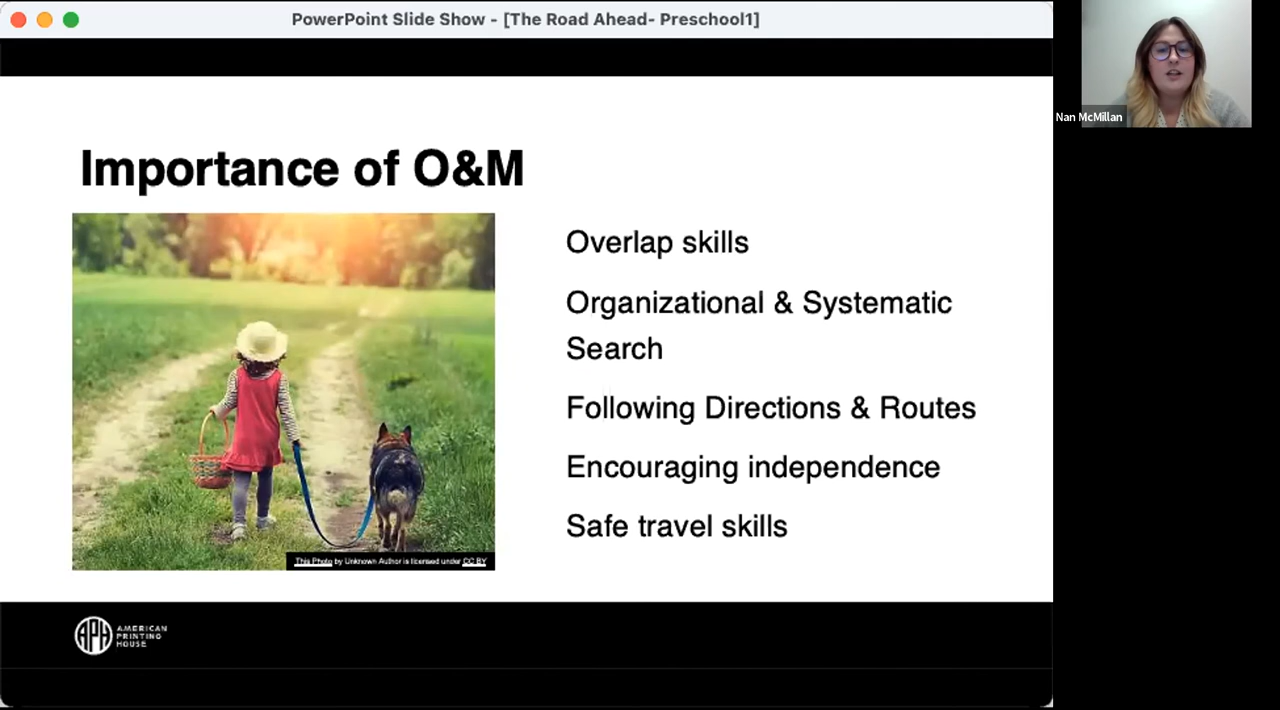 PowerPoint Slide Show - [The Road Ahead- Preschool1]
Nan McMillan
Importance of O&M
Overlap skills
Organizational & Systematic
Search
Following Directions & Routes
Encouraging independence
Safe travel skills
This Photo by Unknown Author is licensed under CC BY
APH
AMERICAN
PRINTING
HOUSE